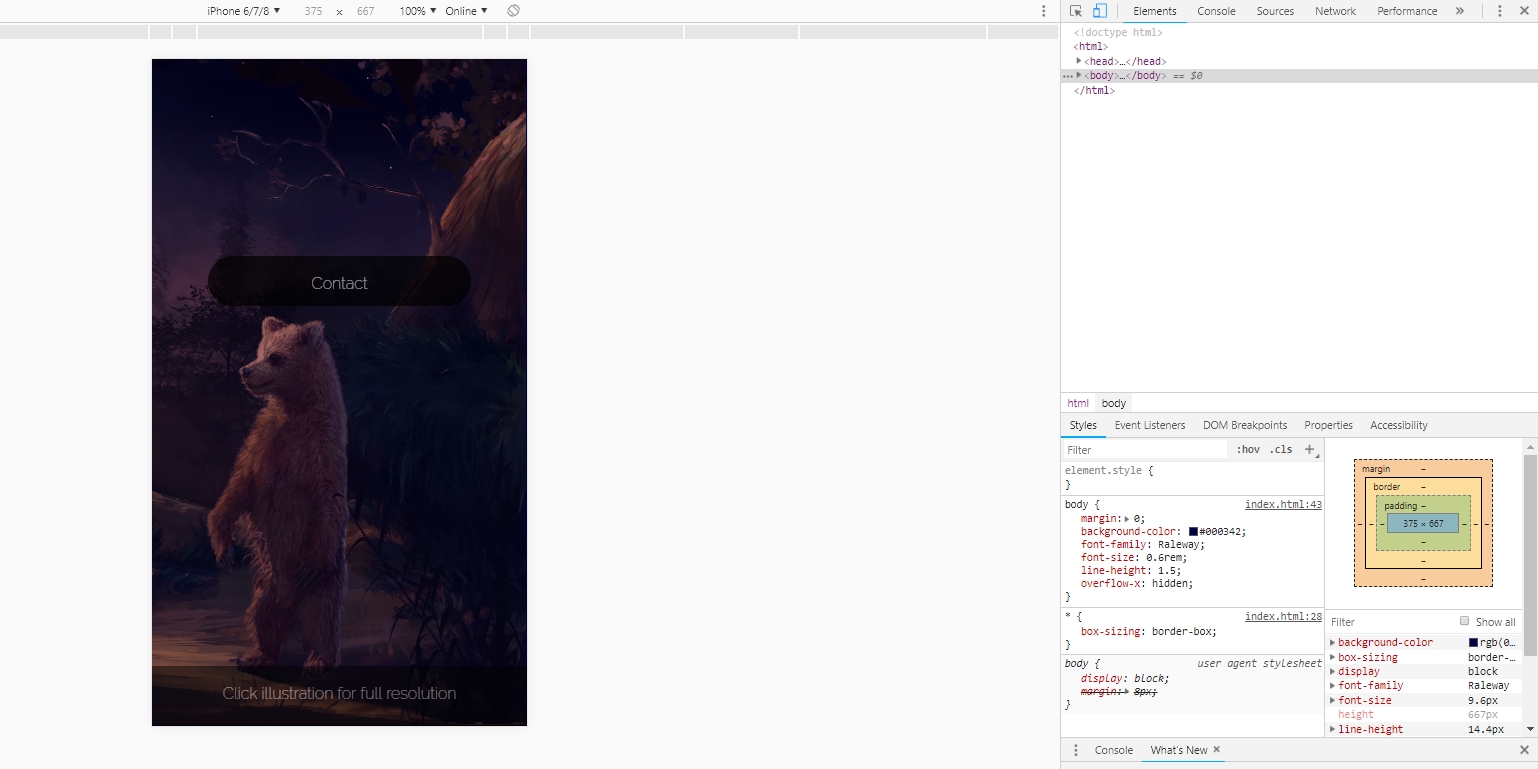 iPhone 6/7/8 ▼ 375 × 667 100% ▼ Online ▼
Contact
Click illustration for full resolution
Elements Console Sources Network Performance »
<!doctype html>
<html>
<head>…</head>
<body>…</body> == $0
</html>
html body
Styles Event Listeners DOM Breakpoints Properties Accessibility
Filter :hov .cls +
element.style {
}
body { index.html:43
margin: 0;
background-color: #000342;
font-family: Raleway;
font-size: 0.6rem;
line-height: 1.5;
overflow-x: hidden;
}
* { index.html:28
box-sizing: border-box;
}
body { user agent stylesheet
display: block;
margin: 8px;
}
margin –
border –
padding –
– – – 375 × 667 – – –
–
–
–
Filter Show all
background-color rgb(0…
box-sizing border-…
display block
font-family Raleway
font-size 9.6px
height 667px
line-height 14.4px
Console What's New ×